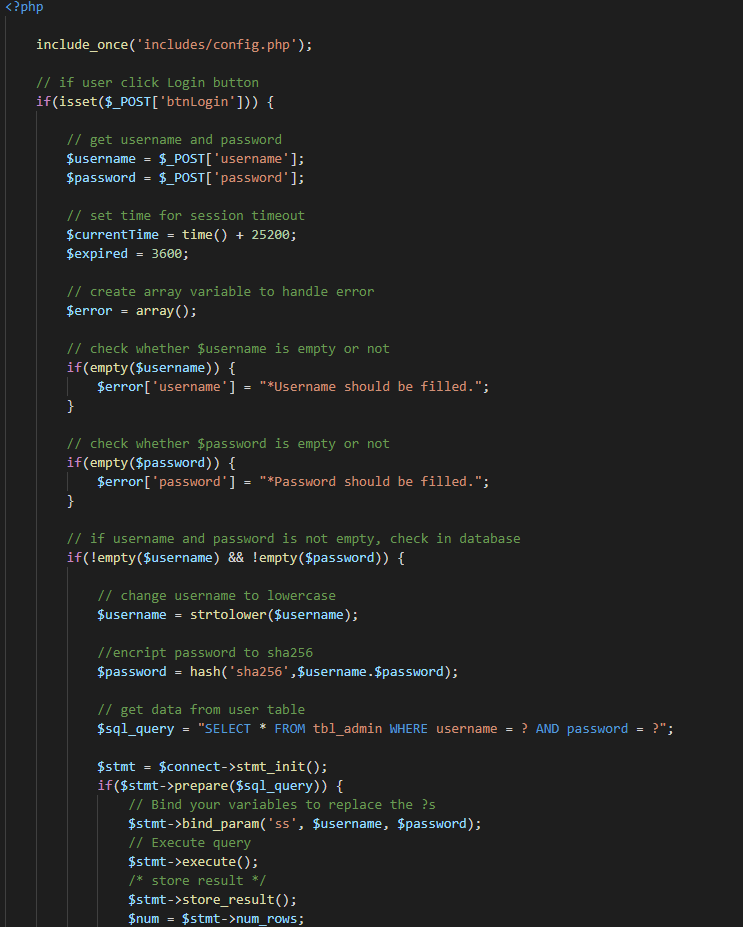 <?php
include_once('includes/config.php');
// if user click Login button
if(isset($_POST['btnLogin'])) {
// get username and password
$username = $_POST['username'];
$password = $_POST['password'];
// set time for session timeout
$currentTime = time() + 25200;
$expired = 3600;
// create array variable to handle error
$error = array();
// check whether $username is empty or not
if(empty($username)) {
$error['username'] = "*Username should be filled.";
}
// check whether $password is empty or not
if(empty($password)) {
$error['password'] = "*Password should be filled.";
}
// if username and password is not empty, check in database
if(!empty($username) && !empty($password)) {
// change username to lowercase
$username = strtolower($username);
//encript password to sha256
$password = hash('sha256',$username.$password);
// get data from user table
$sql_query = "SELECT * FROM tbl_admin WHERE username = ? AND password = ?";
$stmt = $connect->stmt_init();
if($stmt->prepare($sql_query)) {
// Bind your variables to replace the ?s
$stmt->bind_param('ss', $username, $password);
// Execute query
$stmt->execute();
/* store result */
$stmt->store_result();
$num = $stmt->num_rows;